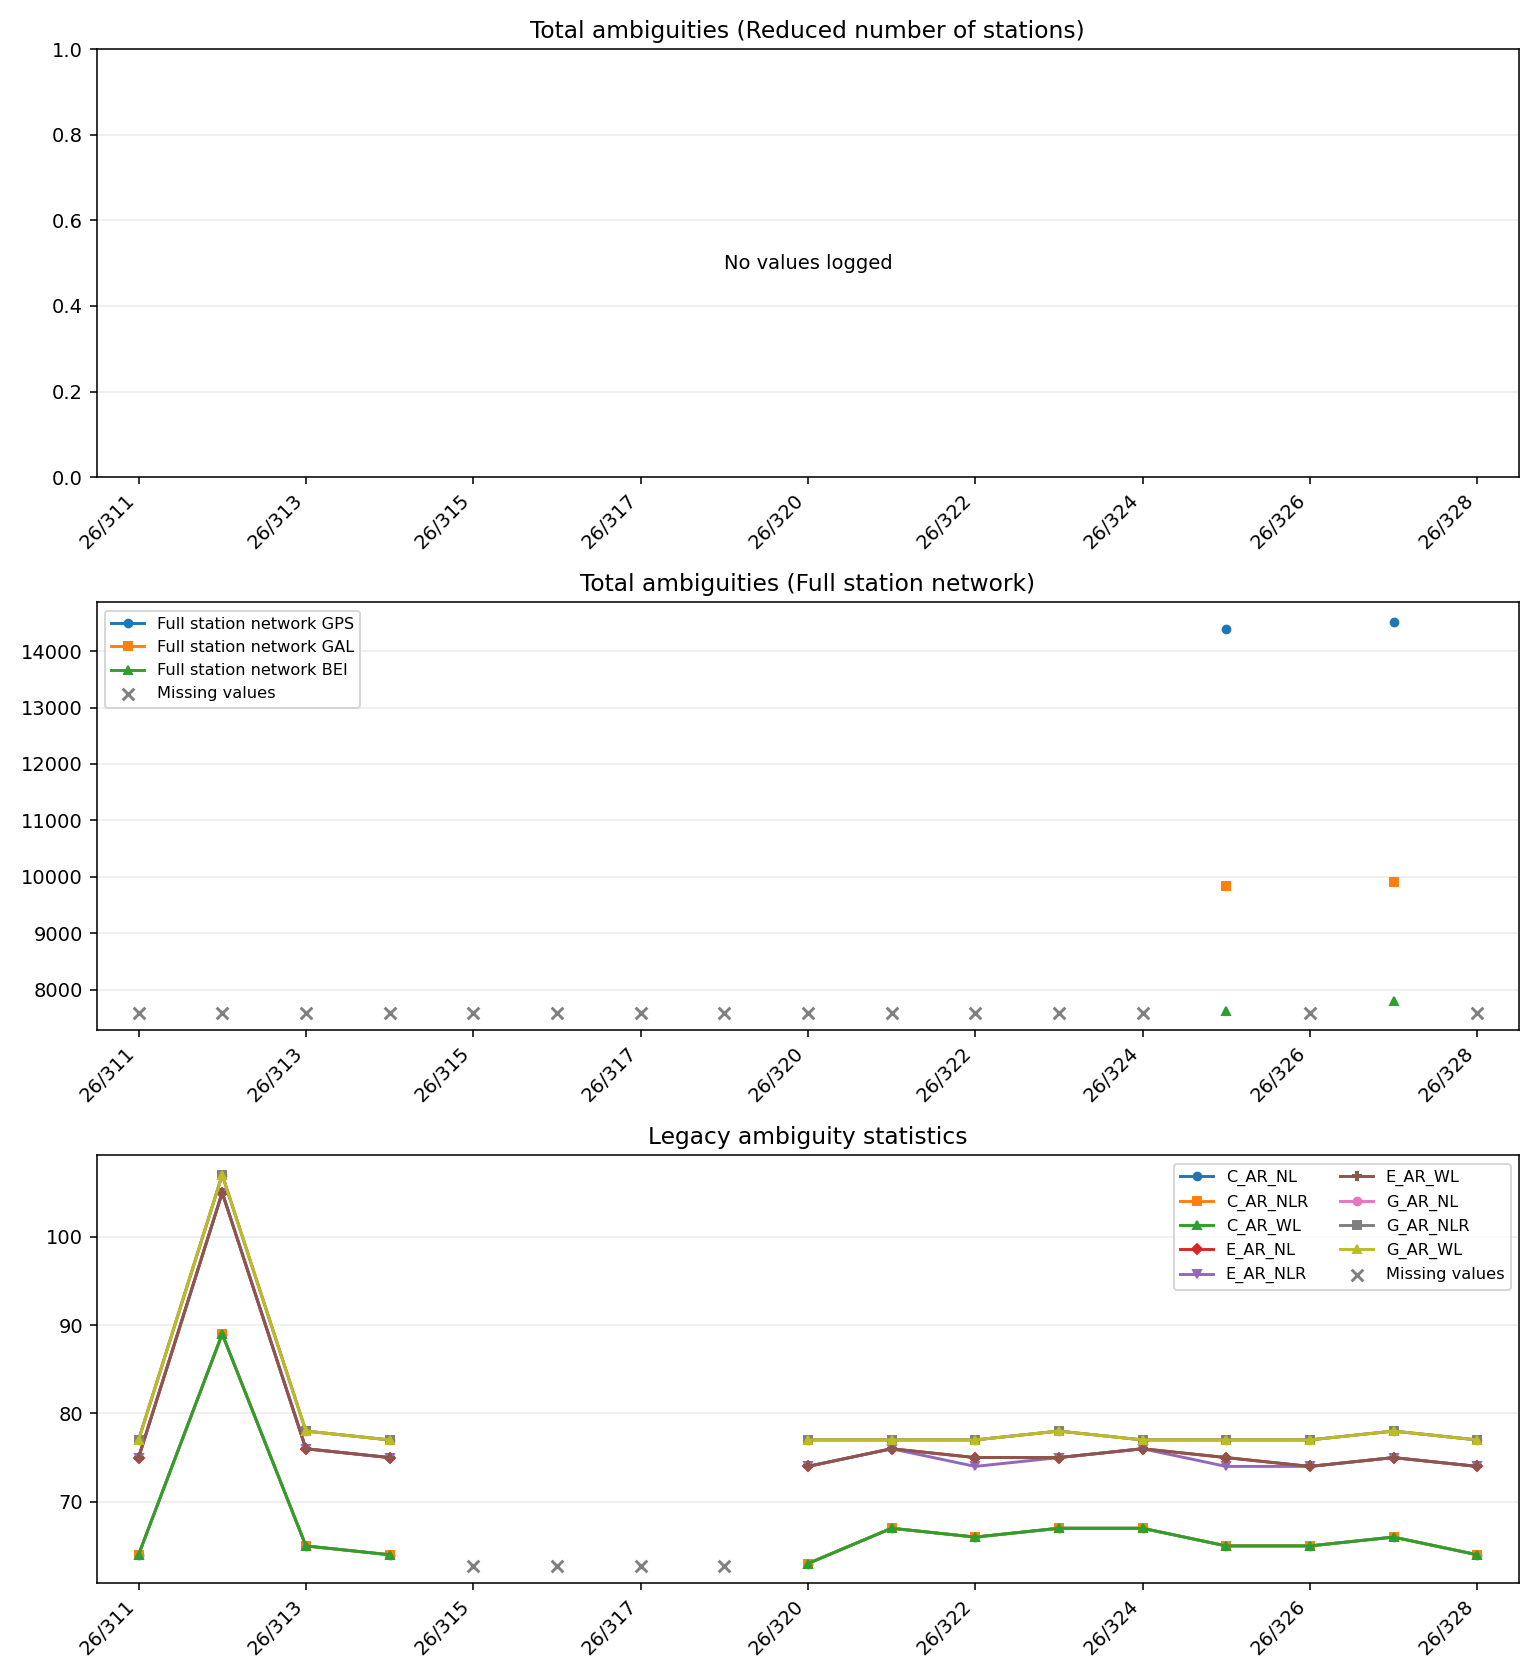 Total ambiguities (Reduced number of stations)
1.0
0.8
0.6
No values logged
0.4
0.2
0.0
26/311 26/313 26/315 26/317 26/320 26/322 26/324 26/326 26/328
Total ambiguities (Full station network)
Full station network GPS
Full station network GAL
Full station network BEI
Missing values
14000
13000
12000
11000
10000
9000
8000
26/311 26/313 26/315 26/317 26/320 26/322 26/324 26/326 26/328
Legacy ambiguity statistics
C_AR_NL E_AR_WL
C_AR_NLR G_AR_NL
C_AR_WL G_AR_NLR
E_AR_NL G_AR_WL
E_AR_NLR Missing values
100
90
80
70
26/311 26/313 26/315 26/317 26/320 26/322 26/324 26/326 26/328